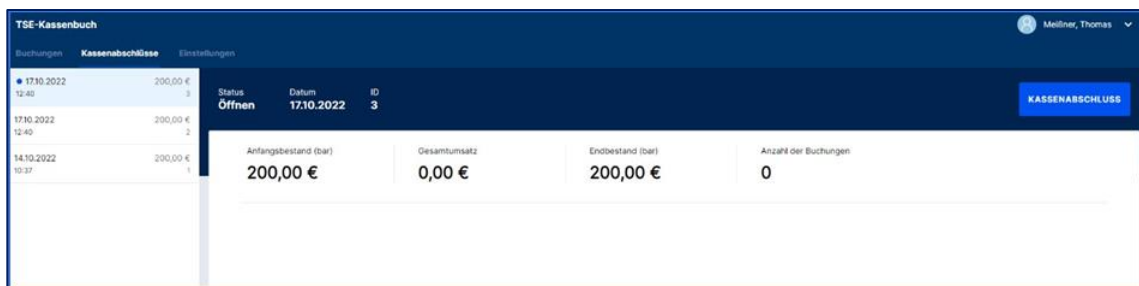 TSE-Kassenbuch
Meißner, Thomas
Buchungen Kassenabschlüsse Einstellungen
17.10.2022 200,00 €
12:40 3
17.10.2022 200,00 €
12:40 2
14.10.2022 200,00 €
10:37 1
Status Datum ID
Öffnen 17.10.2022 3
KASSENABSCHLUSS
Anfangsbestand (bar) Gesamtumsatz Endbestand (bar) Anzahl der Buchungen
200,00 € 0,00 € 200,00 € 0